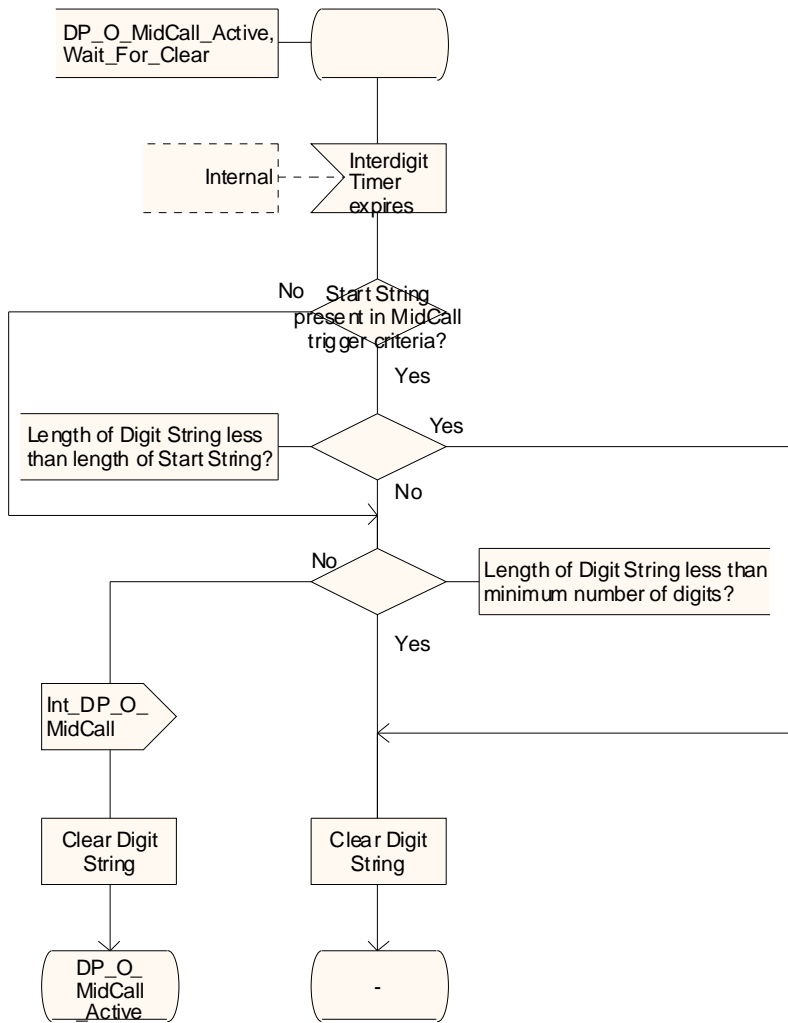 DP_O_MidCall_Active,
Wait_For_Clear
Internal
Interdigit
Timer
expires
No
Start String
present in MidCall
trigger criteria?
Yes
Length of Digit String less
than length of Start String?
Yes
No
No
Length of Digit String less than
minimum number of digits?
Yes
Int_DP_O_
MidCall
Clear Digit
String
Clear Digit
String
DP_O_
MidCall
_Active
-